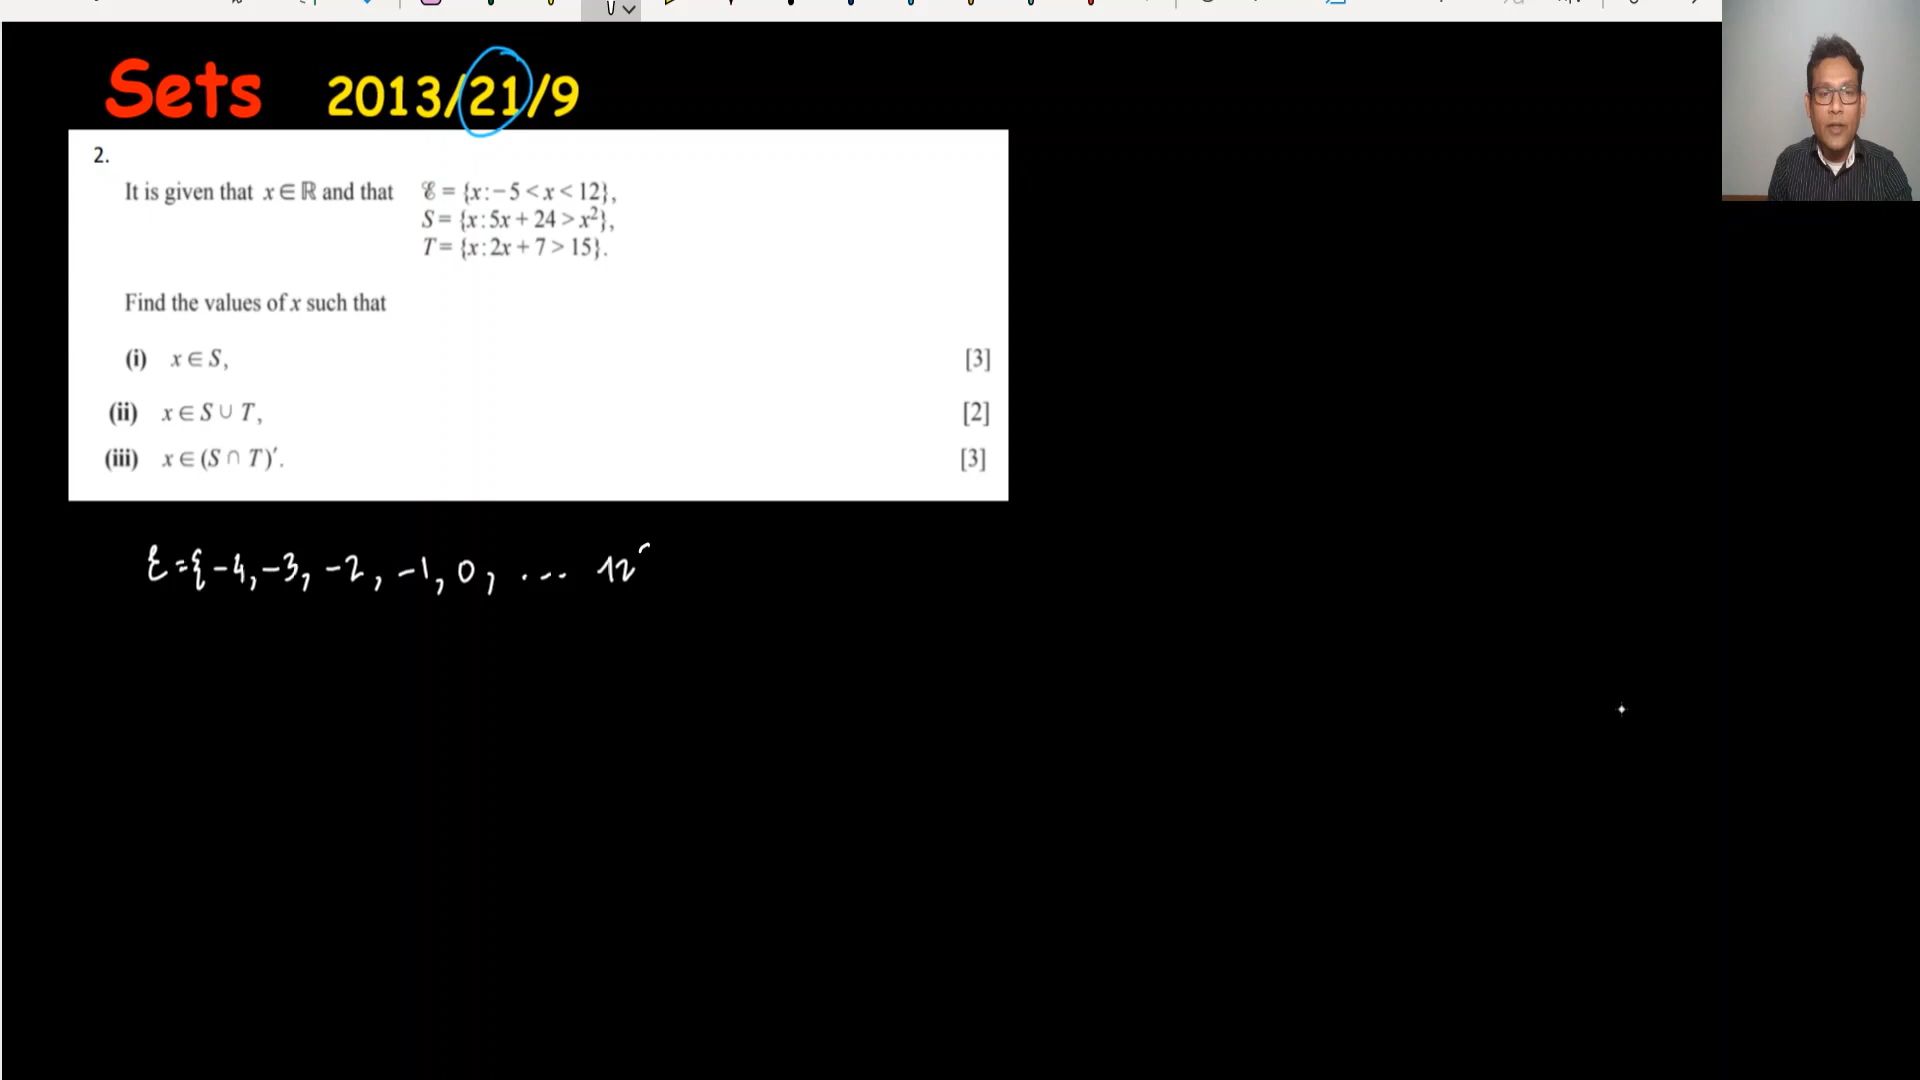 Sets 2013/21/9
2.
It is given that x ∈ ℝ and that ℰ = {x : −5 < x < 12},
S = {x : 5x + 24 > x²},
T = {x : 2x + 7 > 15}.
Find the values of x such that
(i) x ∈ S, [3]
(ii) x ∈ S ∪ T, [2]
(iii) x ∈ (S ∩ T)′. [3]
ℰ = {-4, -3, -2, -1, 0, ... 12